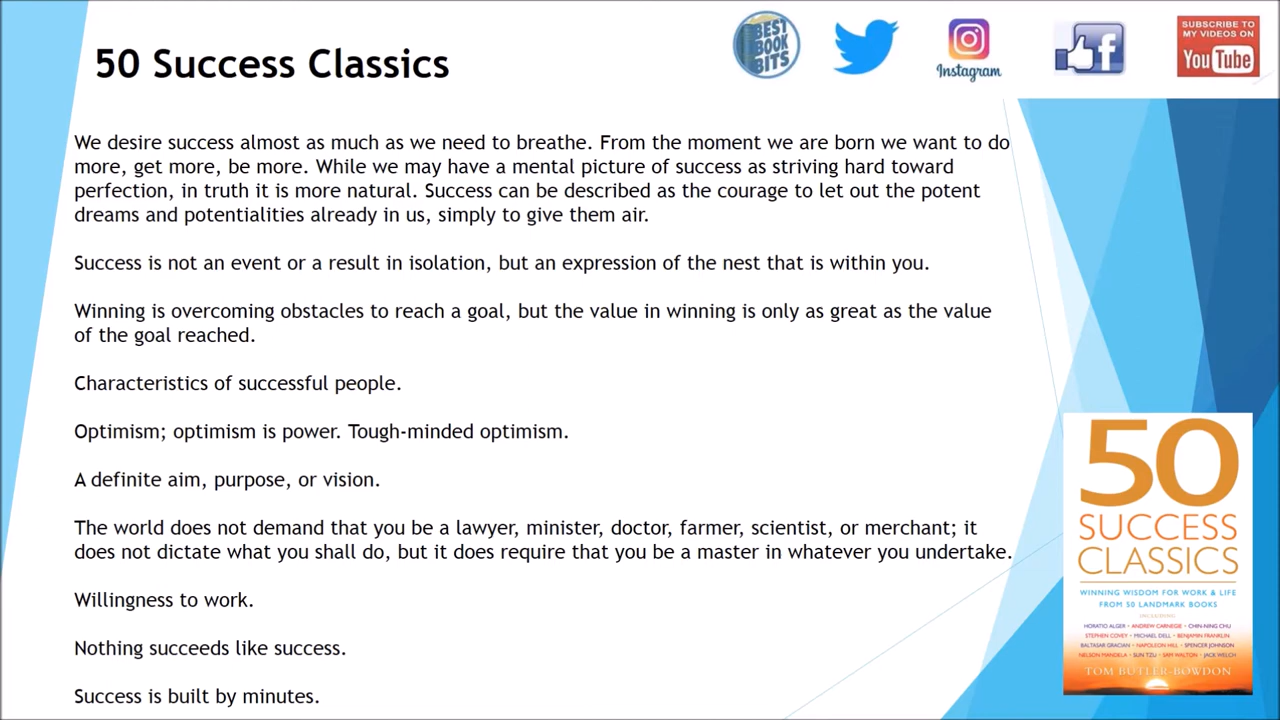 50 Success Classics
BEST
BOOK
BITS
Instagram
f
SUBSCRIBE TO
MY VIDEOS ON
YouTube
We desire success almost as much as we need to breathe. From the moment we are born we want to do
more, get more, be more. While we may have a mental picture of success as striving hard toward
perfection, in truth it is more natural. Success can be described as the courage to let out the potent
dreams and potentialities already in us, simply to give them air.
Success is not an event or a result in isolation, but an expression of the nest that is within you.
Winning is overcoming obstacles to reach a goal, but the value in winning is only as great as the value
of the goal reached.
Characteristics of successful people.
Optimism; optimism is power. Tough-minded optimism.
A definite aim, purpose, or vision.
The world does not demand that you be a lawyer, minister, doctor, farmer, scientist, or merchant; it
does not dictate what you shall do, but it does require that you be a master in whatever you undertake.
Willingness to work.
Nothing succeeds like success.
Success is built by minutes.
50
SUCCESS
CLASSICS
WINNING WISDOM FOR WORK & LIFE
FROM 50 LANDMARK BOOKS
INCLUDING
HORATIO ALGER • ANDREW CARNEGIE • CHIN-NING CHU
STEPHEN COVEY • MICHAEL DELL • BENJAMIN FRANKLIN
BALTASAR GRACIAN • NAPOLEON HILL • SPENCER JOHNSON
NELSON MANDELA • SUN TZU • SAM WALTON • JACK WELCH
TOM BUTLER-BOWDON